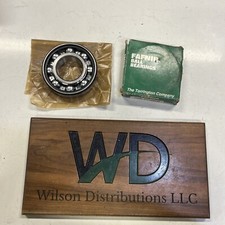 FAFNIR
BALL
BEARINGS
The Torrington Company
WD
Wilson Distributions LLC